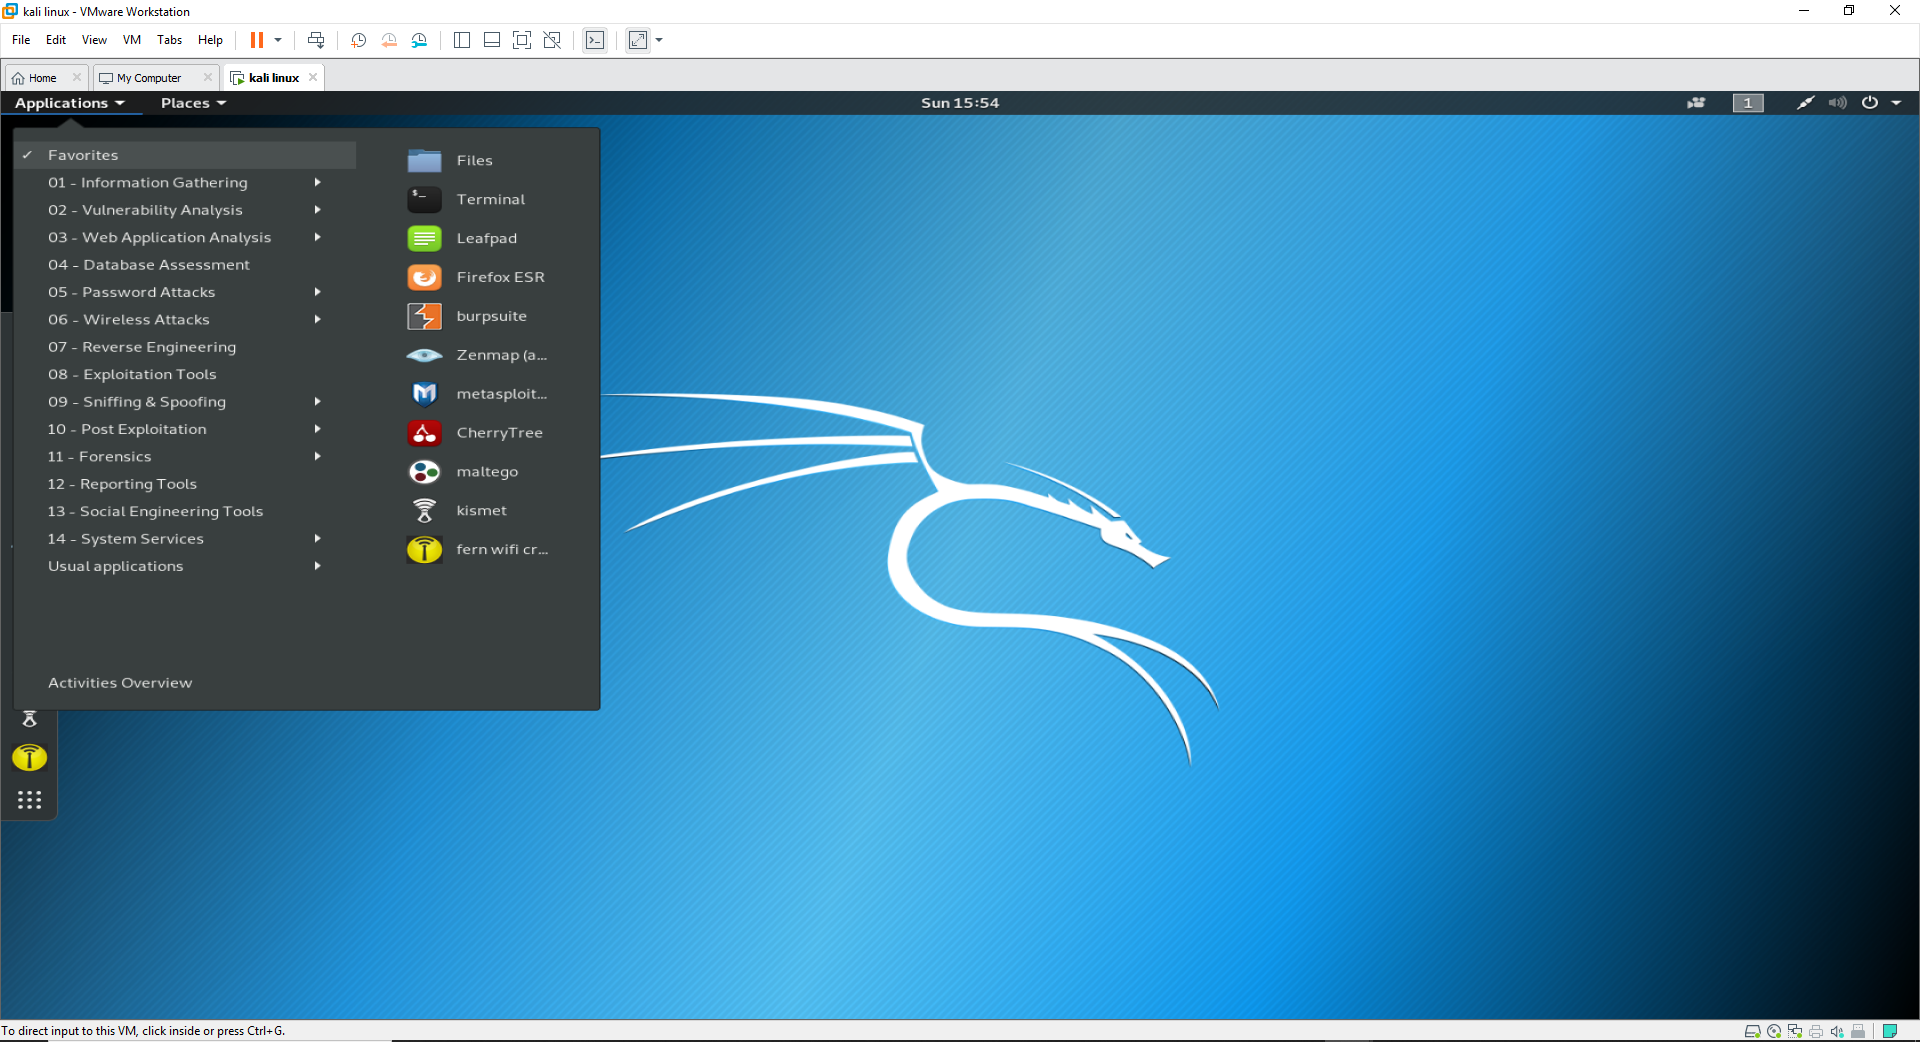 kali linux - VMware Workstation
File Edit View VM Tabs Help
Home My Computer kali linux
Applications Places Sun 15:54 1
Favorites
01 - Information Gathering
02 - Vulnerability Analysis
03 - Web Application Analysis
04 - Database Assessment
05 - Password Attacks
06 - Wireless Attacks
07 - Reverse Engineering
08 - Exploitation Tools
09 - Sniffing & Spoofing
10 - Post Exploitation
11 - Forensics
12 - Reporting Tools
13 - Social Engineering Tools
14 - System Services
Usual applications
Activities Overview
Files
$_ Terminal
Leafpad
Firefox ESR
burpsuite
Zenmap (a...
metasploit...
CherryTree
maltego
kismet
fern wifi cr...
To direct input to this VM, click inside or press Ctrl+G.